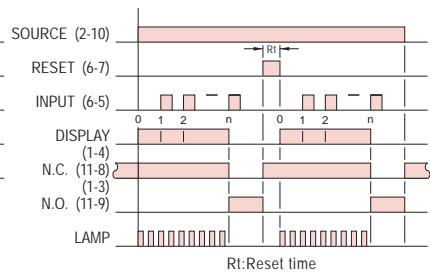 SOURCE (2-10)
Rt
RESET (6-7)
INPUT (6-5)
0 1 2 n 0 1 2 n
DISPLAY
(1-4)
N.C. (11-8)
(1-3)
N.O. (11-9)
LAMP
Rt:Reset time